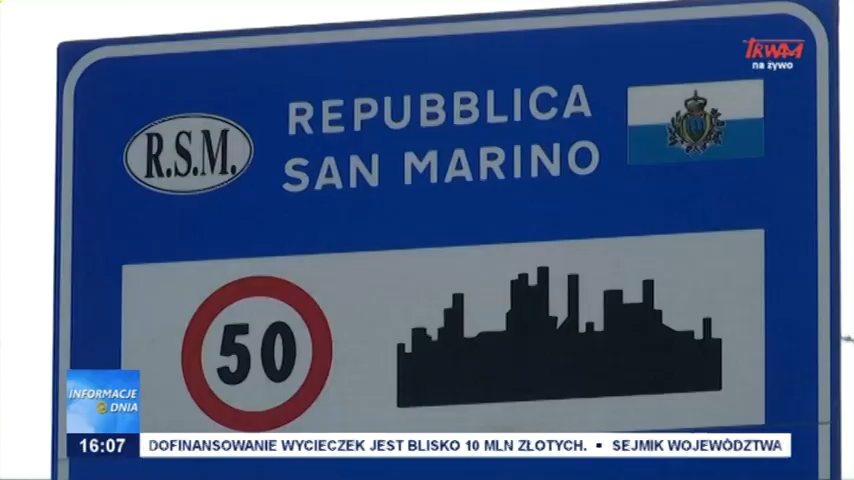 TRWAM
na żywo
R.S.M.
REPUBBLICA
SAN MARINO
50
INFORMACJE
DNIA
16:07
DOFINANSOWANIE WYCIECZEK JEST BLISKO 10 MLN ZŁOTYCH. ▪ SEJMIK WOJEWÓDZTWA